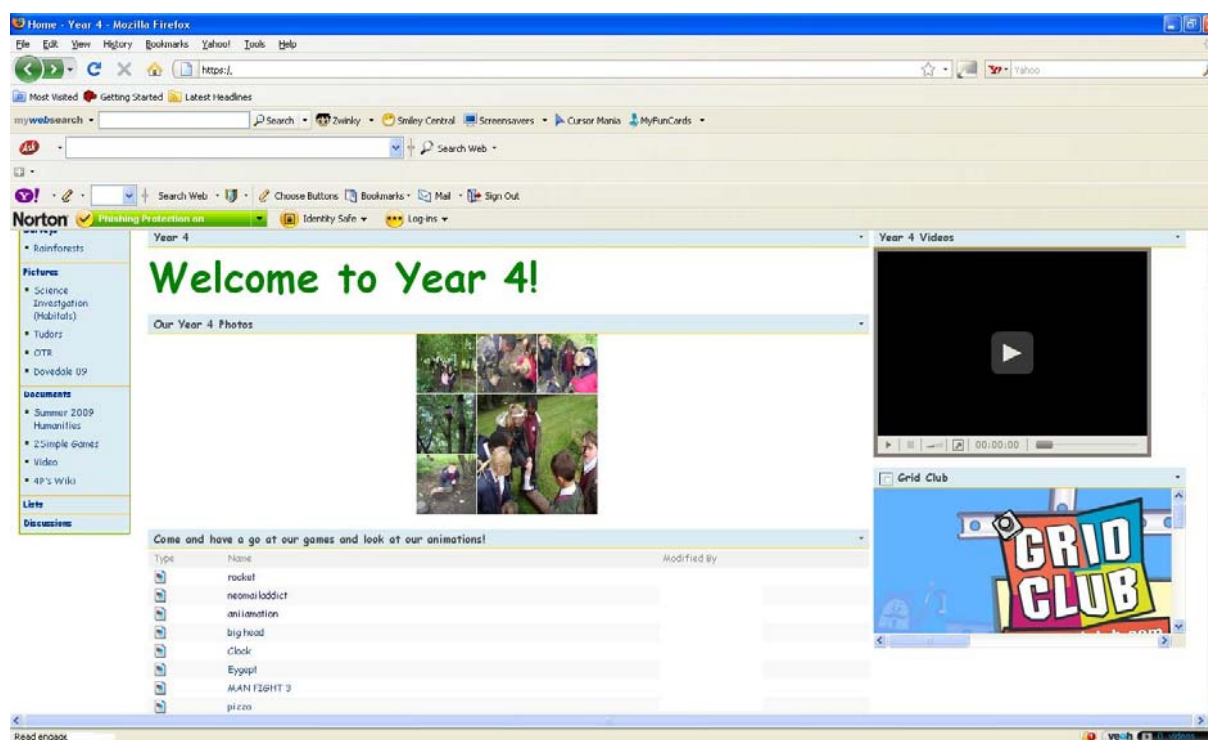 Home - Year 4 - Mozilla Firefox
File Edit View History Bookmarks Yahoo! Tools Help
https:/.
Yahoo
Most Visited Getting Started Latest Headlines
mywebsearch Search Zwinky Smiley Central Screensavers Cursor Mania MyFunCards
Ask Search Web
Y! Search Web Choose Buttons Bookmarks Mail Sign Out
Norton Phishing Protection on Identity Safe Log-ins
Surveys
Rainforests
Pictures
Science
Investgation
(Habitats)
Tudors
OTR
Dovedale 09
Documents
Summer 2009
Humanities
2Simple Games
Video
4P's Wiki
Lists
Discussions
Year 4
Welcome to Year 4!
Our Year 4 Photos
Come and have a go at our games and look at our animations!
Type Name Modified By
rocket
neomailaddict
aniiamation
big head
Clock
Eygept
MAN FIGHT 3
pizza
Year 4 Videos
00:00:00
Grid Club
GRID
CLUB
veoh 0 videos